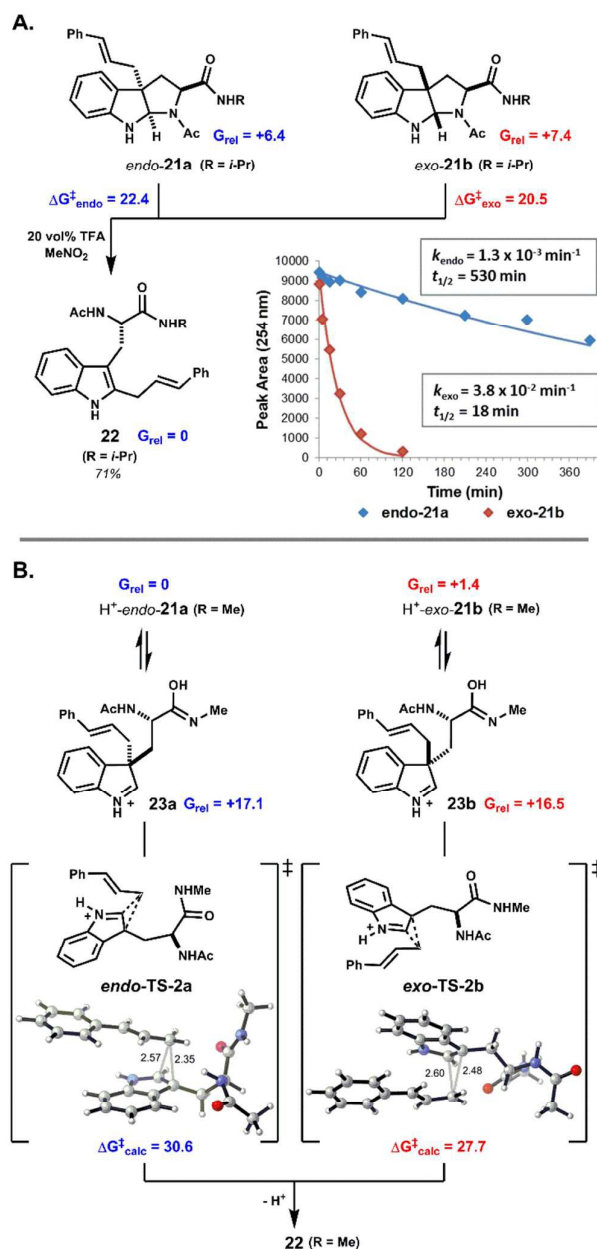 A.
Ph
Ph
O
O
NHR
NHR
N
H
H
N
Ac
N
H
H
N
Ac
G_rel = +6.4
G_rel = +7.4
endo-21a (R = i-Pr)
exo-21b (R = i-Pr)
ΔG‡_endo = 22.4
ΔG‡_exo = 20.5
20 vol% TFA
MeNO₂
O
AcHN
NHR
Ph
N
H
22 G_rel = 0
(R = i-Pr)
71%
Peak Area (254 nm)
10000
9000
8000
7000
6000
5000
4000
3000
2000
1000
0
k_endo = 1.3 x 10⁻³ min⁻¹
t₁/₂ = 530 min
k_exo = 3.8 x 10⁻² min⁻¹
t₁/₂ = 18 min
0 60 120 180 240 300 360
Time (min)
endo-21a exo-21b
B.
G_rel = 0
G_rel = +1.4
H⁺-endo-21a (R = Me)
H⁺-exo-21b (R = Me)
OH
OH
AcHN
N
Me
AcHN
N
Me
Ph
Ph
N
H
+
N
H
+
23a G_rel = +17.1
23b G_rel = +16.5
‡
‡
Ph
NHMe
O
H
N
+
NHAc
O
NHMe
H
N
+
NHAc
Ph
endo-TS-2a
exo-TS-2b
2.57
2.35
2.60
2.48
ΔG‡_calc = 30.6
ΔG‡_calc = 27.7
- H⁺
22 (R = Me)